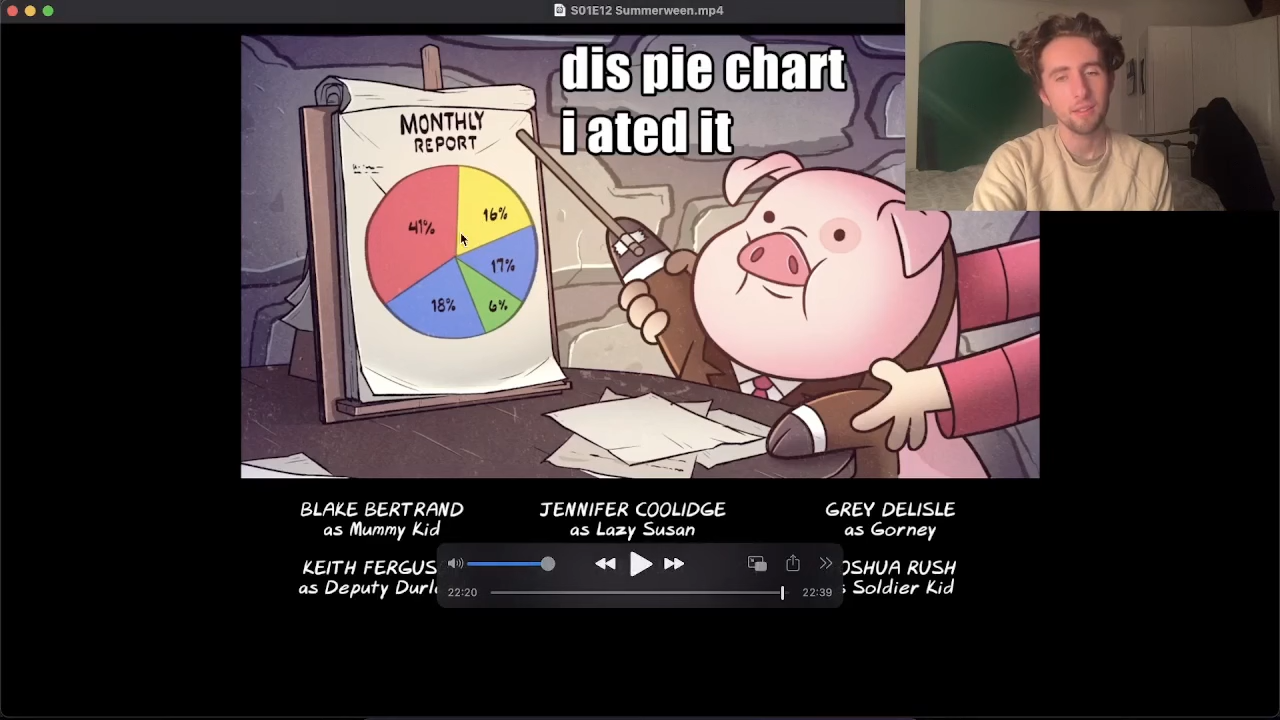 S01E12 Summerween.mp4
dis pie chart
i ated it
MONTHLY
REPORT
41%
16%
17%
18%
6%
BLAKE BERTRAND
as Mummy Kid
JENNIFER COOLIDGE
as Lazy Susan
GREY DELISLE
as Gorney
KEITH FERGUS
as Deputy Durl
OSHUA RUSH
s Soldier Kid
22:20
22:39